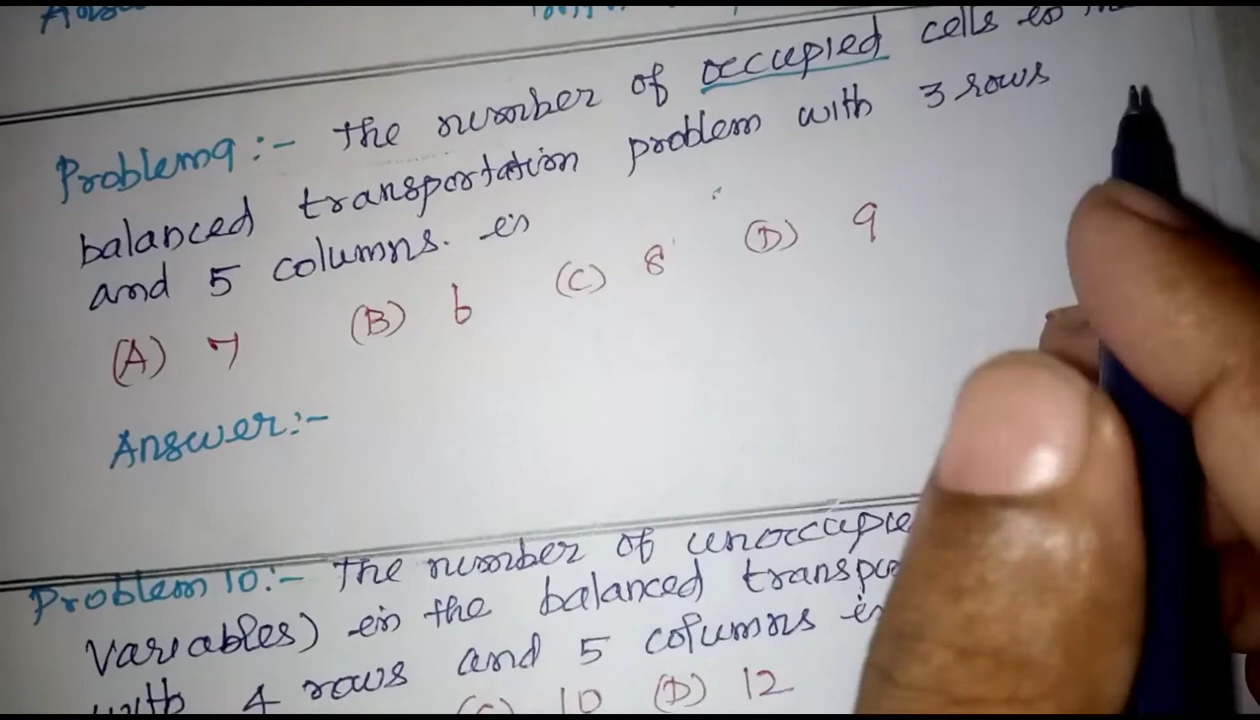 Problem 9:- The number of occupied cells in
balanced transportation problem with 3 rows
and 5 columns. is
(A) 7 (B) 6 (C) 8 (D) 9
Answer:-
Problem 10:- The number of
variables) in the balanced
with 4 rows and 5 columns in
10 (D) 12